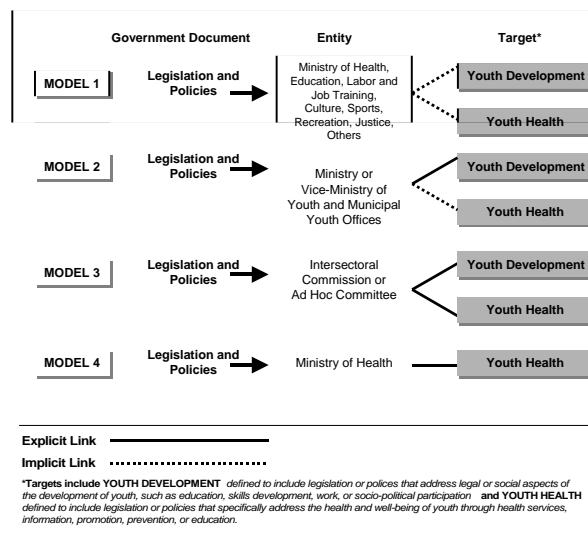 Government Document Entity Target*
MODEL 1
Legislation and
Policies
Ministry of Health,
Education, Labor and
Job Training,
Culture, Sports,
Recreation, Justice,
Others
Youth Development
Youth Health
MODEL 2
Legislation and
Policies
Ministry or
Vice-Ministry of
Youth and Municipal
Youth Offices
Youth Development
Youth Health
MODEL 3
Legislation and
Policies
Intersectoral
Commission or
Ad Hoc Committee
Youth Development
Youth Health
MODEL 4
Legislation and
Policies
Ministry of Health
Youth Health
Explicit Link
Implicit Link
*Targets include YOUTH DEVELOPMENT defined to include legislation or polices that address legal or social aspects of
the development of youth, such as education, skills development, work, or socio-political participation and YOUTH HEALTH
defined to include legislation or policies that specifically address the health and well-being of youth through health services,
information, promotion, prevention, or education.